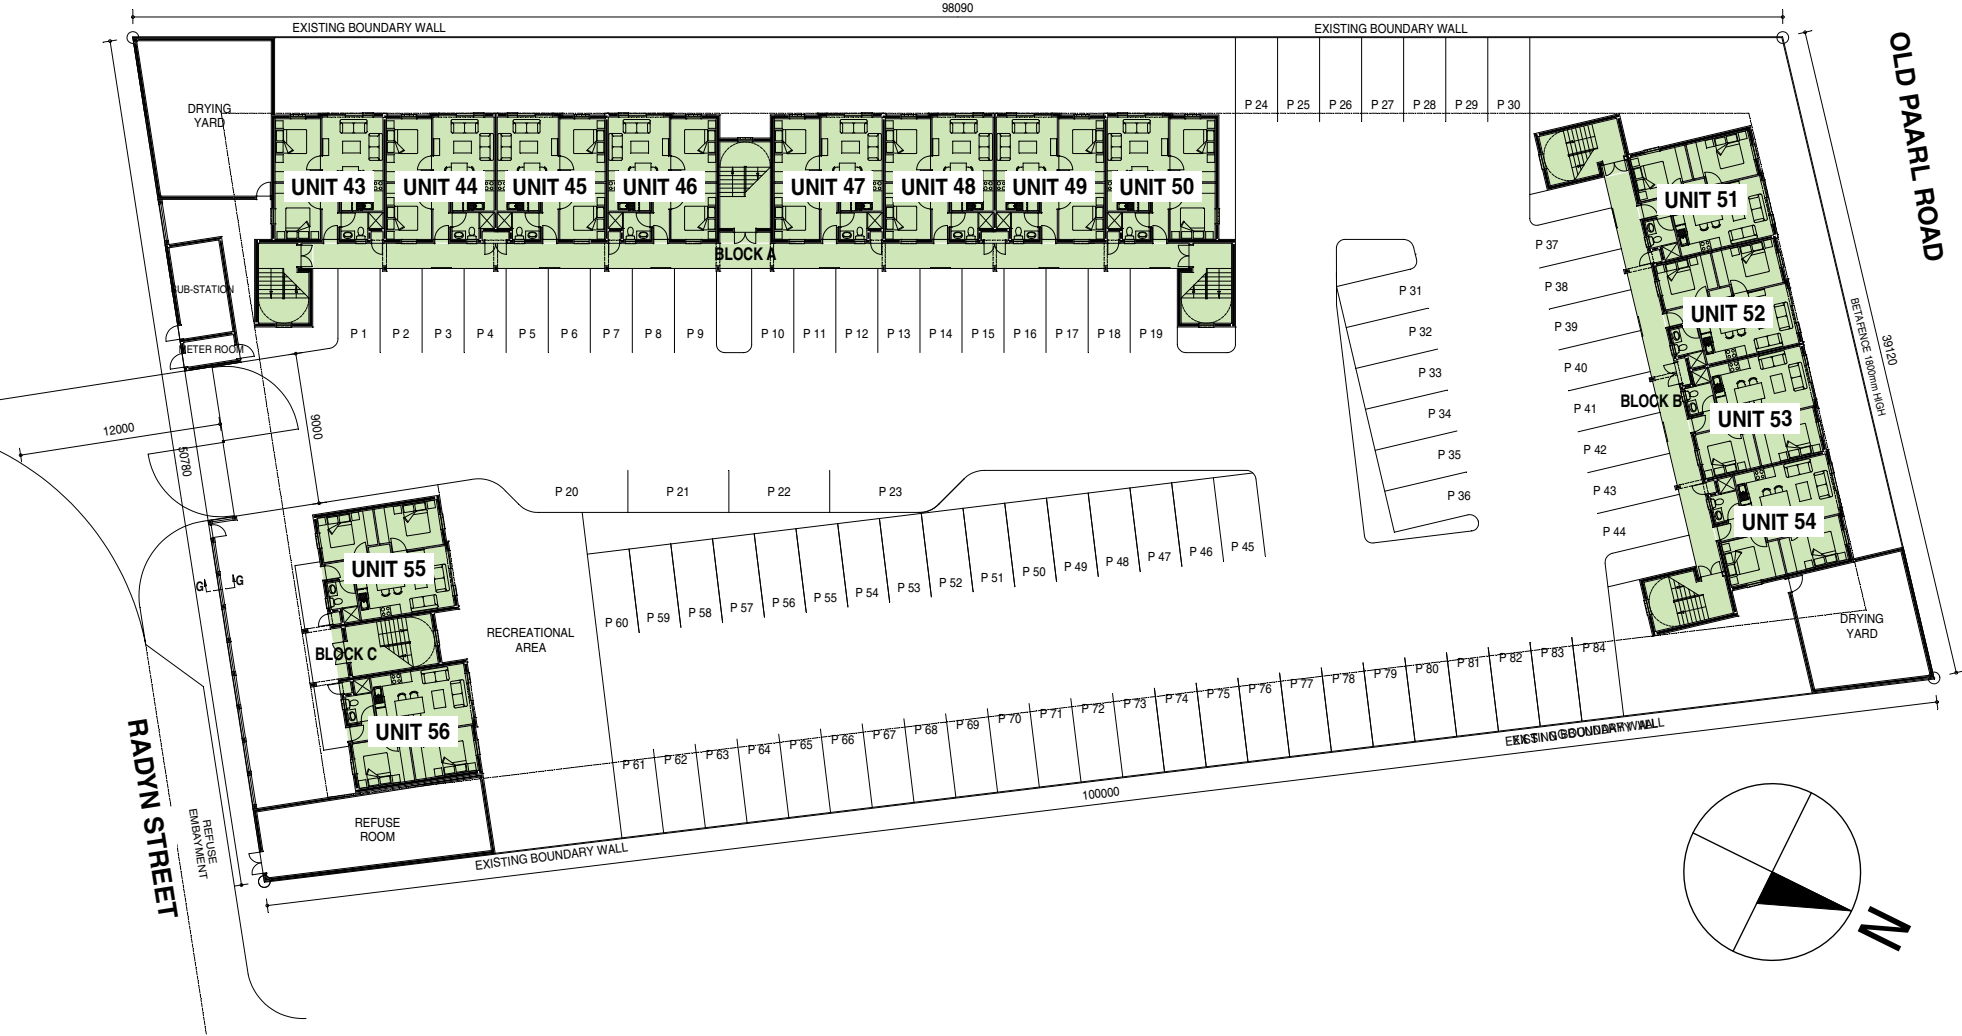 98090
EXISTING BOUNDARY WALL
EXISTING BOUNDARY WALL
OLD PAARL ROAD
DRYING
YARD
P 24
P 25
P 26
P 27
P 28
P 29
P 30
UNIT 43
UNIT 44
UNIT 45
UNIT 46
UNIT 47
UNIT 48
UNIT 49
UNIT 50
BLOCK A
UNIT 51
UNIT 52
UNIT 53
UNIT 54
BLOCK B
BETAFENCE 1800mm HIGH
39120
SUB-STATION
METER ROOM
P 1
P 2
P 3
P 4
P 5
P 6
P 7
P 8
P 9
P 10
P 11
P 12
P 13
P 14
P 15
P 16
P 17
P 18
P 19
P 31
P 32
P 33
P 34
P 35
P 36
P 37
P 38
P 39
P 40
P 41
P 42
P 43
P 44
12000
50780
9000
P 20
P 21
P 22
P 23
P 60
P 59
P 58
P 57
P 56
P 55
P 54
P 53
P 52
P 51
P 50
P 49
P 48
P 47
P 46
P 45
UNIT 55
G
G
BLOCK C
RECREATIONAL
AREA
UNIT 56
DRYING
YARD
P 61
P 62
P 63
P 64
P 65
P 66
P 67
P 68
P 69
P 70
P 71
P 72
P 73
P 74
P 75
P 76
P 77
P 78
P 79
P 80
P 81
P 82
P 83
P 84
EXISTING BOUNDARY WALL
EXISTING BOUNDARY WALL
100000
REFUSE
ROOM
EXISTING BOUNDARY WALL
RADYN STREET
REFUSE
EMBAYMENT
N